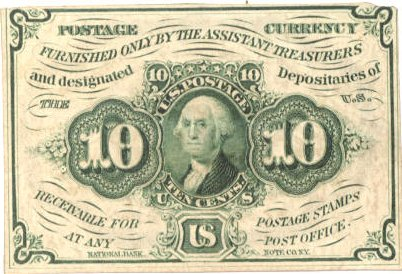 POSTAGE CURRENCY
FURNISHED ONLY BY THE ASSISTANT TREASURERS
and designated 10 10 Depositaries of
THE U.S. POSTAGE U.S.
10 10
TEN CENTS.
U S
RECEIVABLE FOR POSTAGE STAMPS
AT ANY US POST OFFICE.
NATIONAL BANK NOTE CO. N.Y.